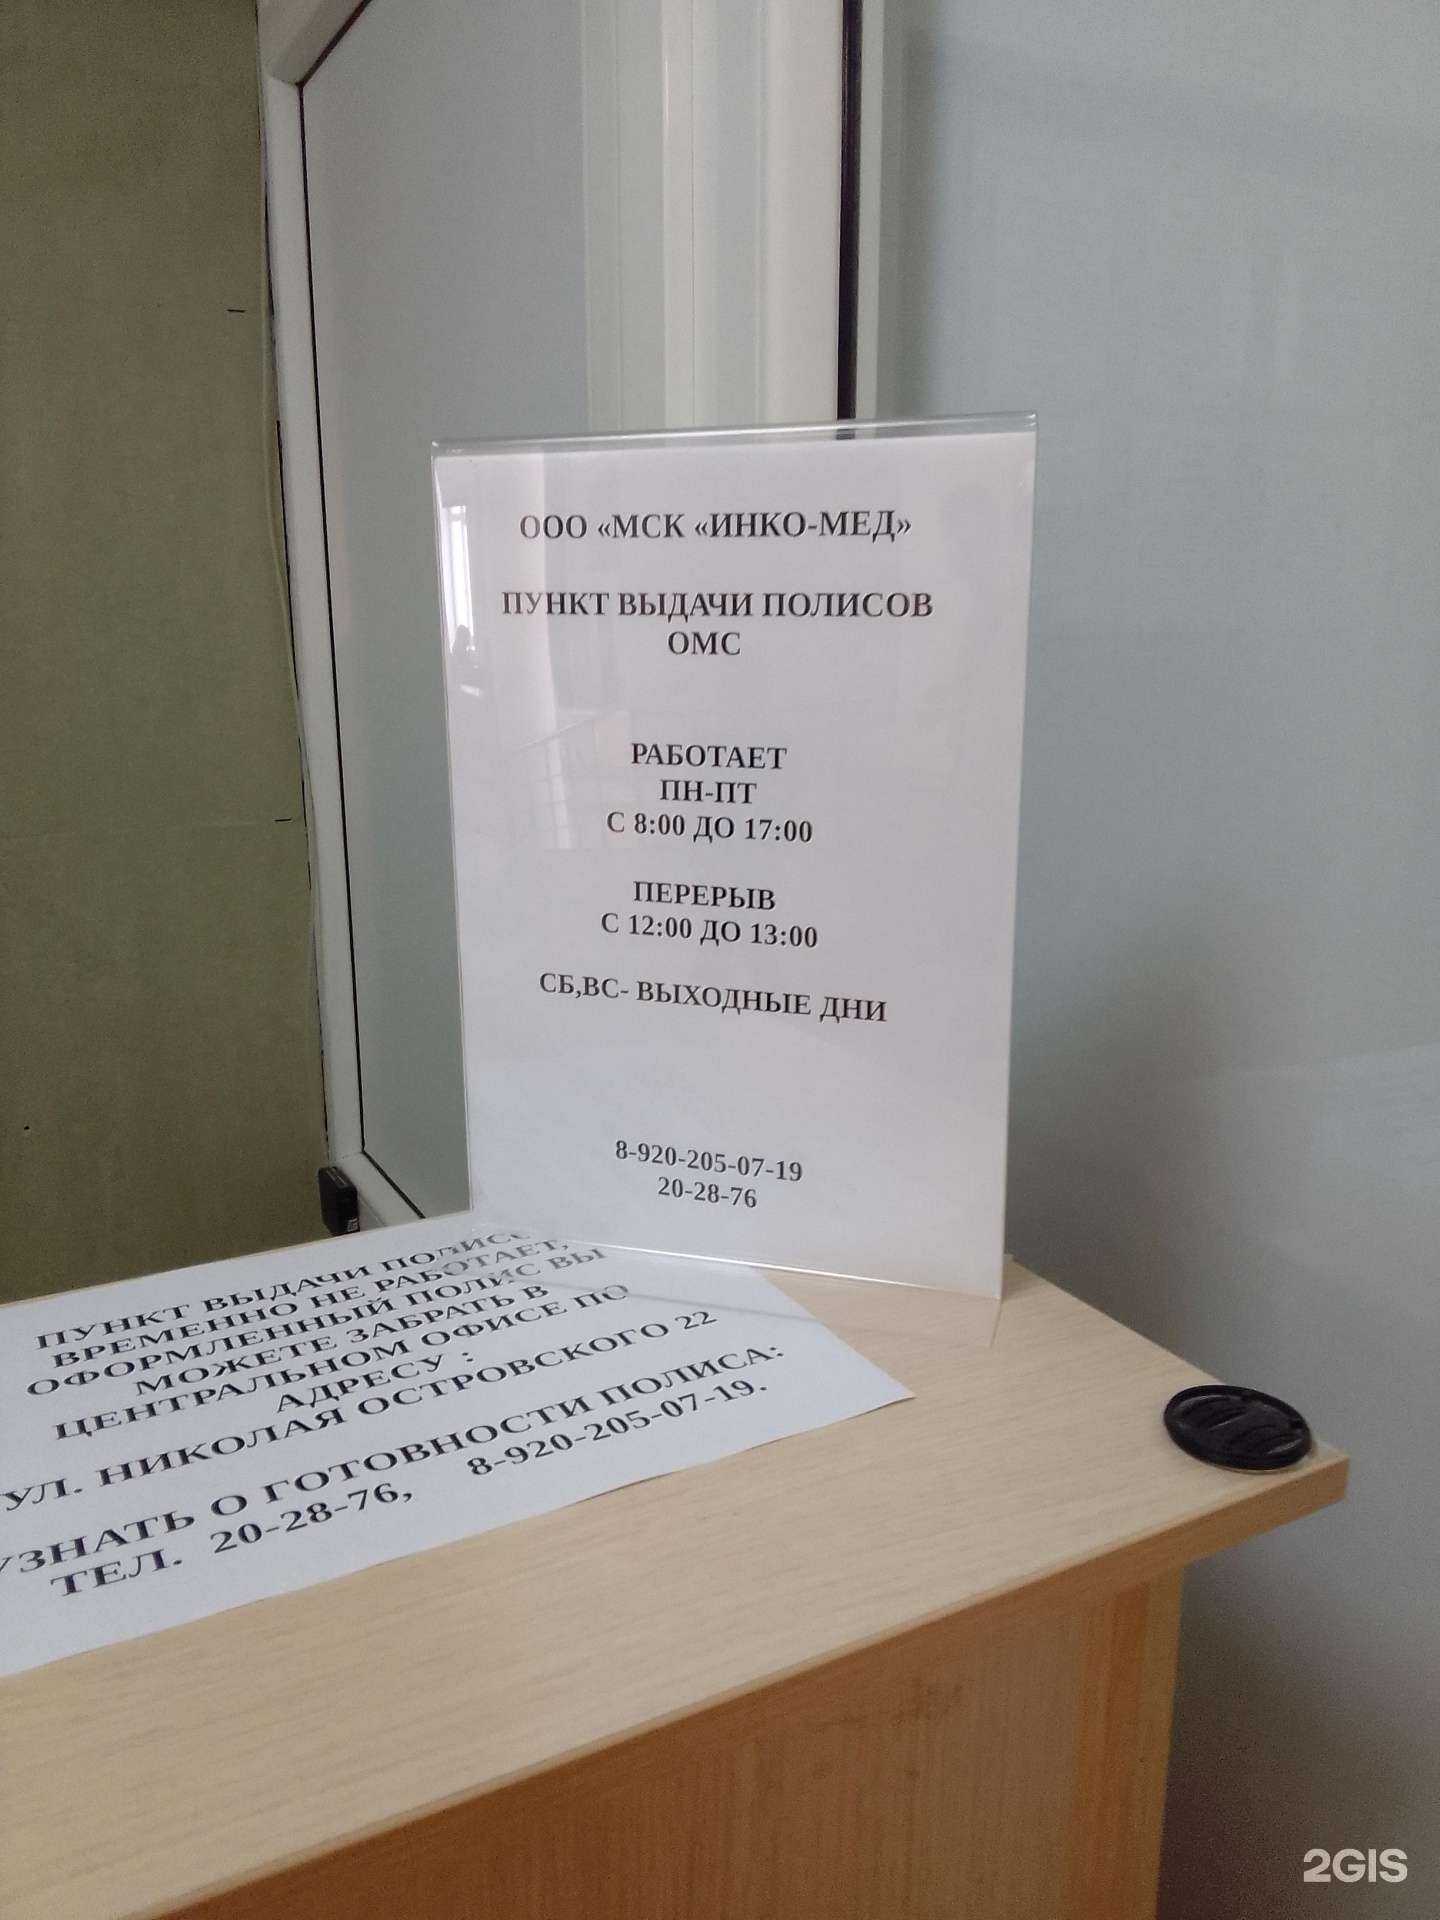 ООО «МСК «ИНКО-МЕД»
ПУНКТ ВЫДАЧИ ПОЛИСОВ
ОМС
РАБОТАЕТ
ПН-ПТ
С 8:00 ДО 17:00
ПЕРЕРЫВ
С 12:00 ДО 13:00
СБ,ВС- ВЫХОДНЫЕ ДНИ
8-920-205-07-19
20-28-76
ПУНКТ ВЫДАЧИ
ВРЕМЕННО НЕ РАБОТАЕТ,
ОФОРМЛЕННЫЙ ПОЛИС ВЫ
МОЖЕТЕ ЗАБРАТЬ В
ЦЕНТРАЛЬНОМ ОФИСЕ ПО
АДРЕСУ :
УЛ. НИКОЛАЯ ОСТРОВСКОГО 22
УЗНАТЬ О ГОТОВНОСТИ ПОЛИСА:
ТЕЛ. 20-28-76, 8-920-205-07-19.
2GIS